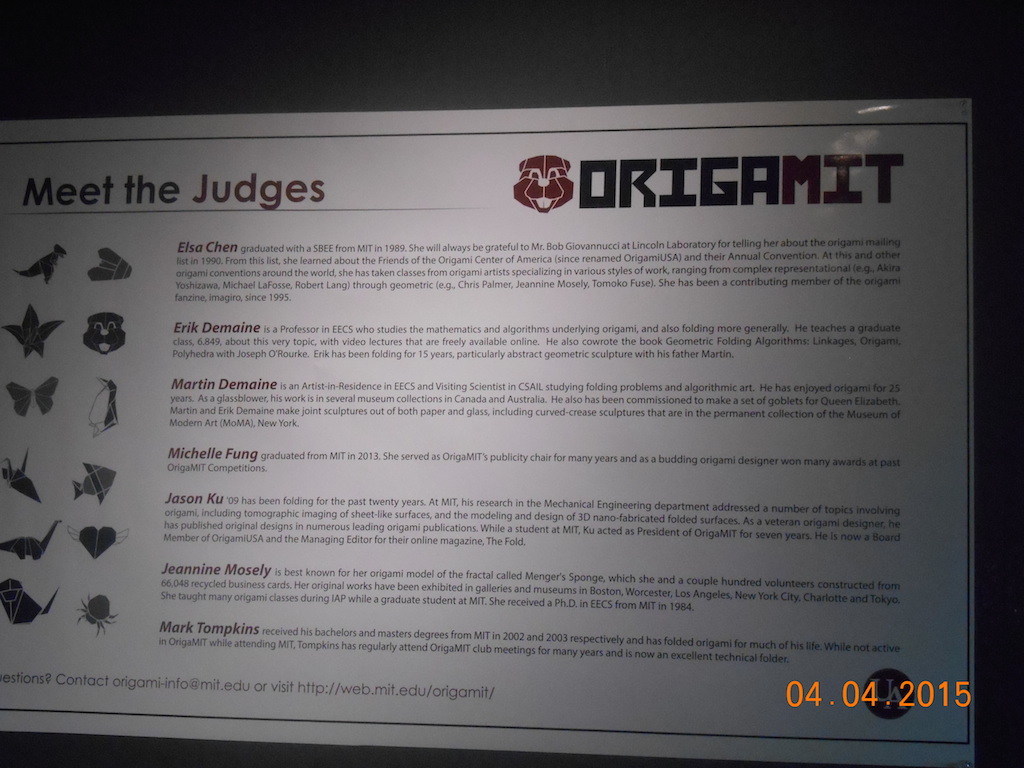 Meet the Judges
ORIGAMIT
Elsa Chen graduated with a SBEE from MIT in 1989. She will always be grateful to Mr. Bob Giovannucci at Lincoln Laboratory for telling her about the origami mailing
list in 1990. From this list, she learned about the Friends of the Origami Center of America (since renamed OrigamiUSA) and their Annual Convention. At this and other
origami conventions around the world, she has taken classes from origami artists specializing in various styles of work, ranging from complex representational (e.g., Akira
Yoshizawa, Michael LaFosse, Robert Lang) through geometric (e.g., Chris Palmer, Jeannine Mosely, Tomoko Fuse). She has been a contributing member of the origami
fanzine, imagiro, since 1995.
Erik Demaine is a Professor in EECS who studies the mathematics and algorithms underlying origami, and also folding more generally. He teaches a graduate
class, 6.849, about this very topic, with video lectures that are freely available online. He also cowrote the book Geometric Folding Algorithms: Linkages, Origami,
Polyhedra with Joseph O'Rourke. Erik has been folding for 15 years, particularly abstract geometric sculpture with his father Martin.
Martin Demaine is an Artist-in-Residence in EECS and Visiting Scientist in CSAIL studying folding problems and algorithmic art. He has enjoyed origami for 25
years. As a glassblower, his work is in several museum collections in Canada and Australia. He also has been commissioned to make a set of goblets for Queen Elizabeth.
Martin and Erik Demaine make joint sculptures out of both paper and glass, including curved-crease sculptures that are in the permanent collection of the Museum of
Modern Art (MoMA), New York.
Michelle Fung graduated from MIT in 2013. She served as OrigaMIT's publicity chair for many years and as a budding origami designer won many awards at past
OrigaMIT Competitions.
Jason Ku '09 has been folding for the past twenty years. At MIT, his research in the Mechanical Engineering department addressed a number of topics involving
origami, including tomographic imaging of sheet-like surfaces, and the modeling and design of 3D nano-fabricated folded surfaces. As a veteran origami designer, he
has published original designs in numerous leading origami publications. While a student at MIT, Ku acted as President of OrigaMIT for seven years. He is now a Board
Member of OrigamiUSA and the Managing Editor for their online magazine, The Fold.
Jeannine Mosely is best known for her origami model of the fractal called Menger's Sponge, which she and a couple hundred volunteers constructed from
66,048 recycled business cards. Her original works have been exhibited in galleries and museums in Boston, Worcester, Los Angeles, New York City, Charlotte and Tokyo.
She taught many origami classes during IAP while a graduate student at MIT. She received a Ph.D. in EECS from MIT in 1984.
Mark Tompkins received his bachelors and masters degrees from MIT in 2002 and 2003 respectively and has folded origami for much of his life. While not active
in OrigaMIT while attending MIT, Tompkins has regularly attend OrigaMIT club meetings for many years and is now an excellent technical folder.
uestions? Contact origami-info@mit.edu or visit http://web.mit.edu/origamit/
UA
04.04.2015